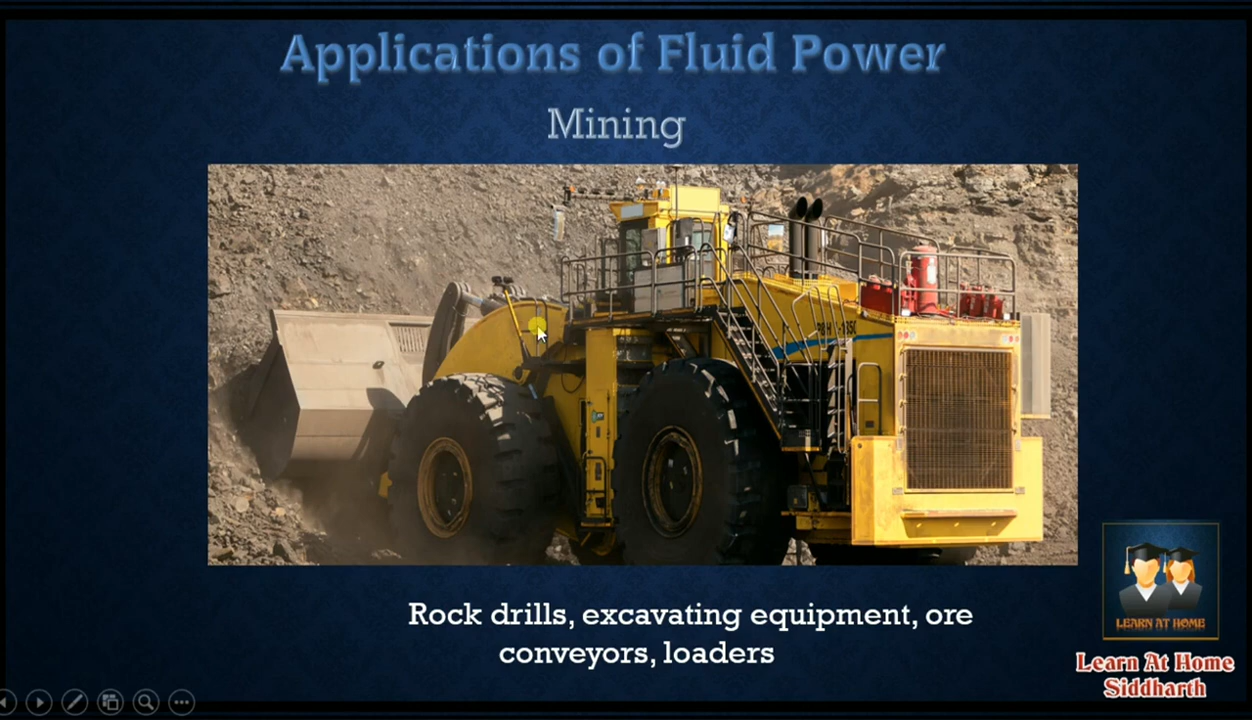 Applications of Fluid Power
Mining
Rock drills, excavating equipment, ore
conveyors, loaders
LEARN AT HOME
Learn At Home
Siddharth